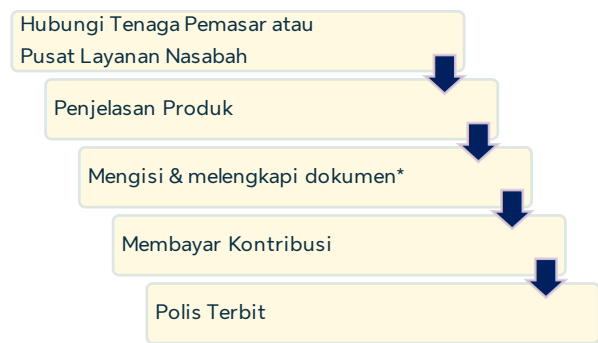 Hubungi Tenaga Pemasar atau
Pusat Layanan Nasabah
Penjelasan Produk
Mengisi & melengkapi dokumen*
Membayar Kontribusi
Polis Terbit